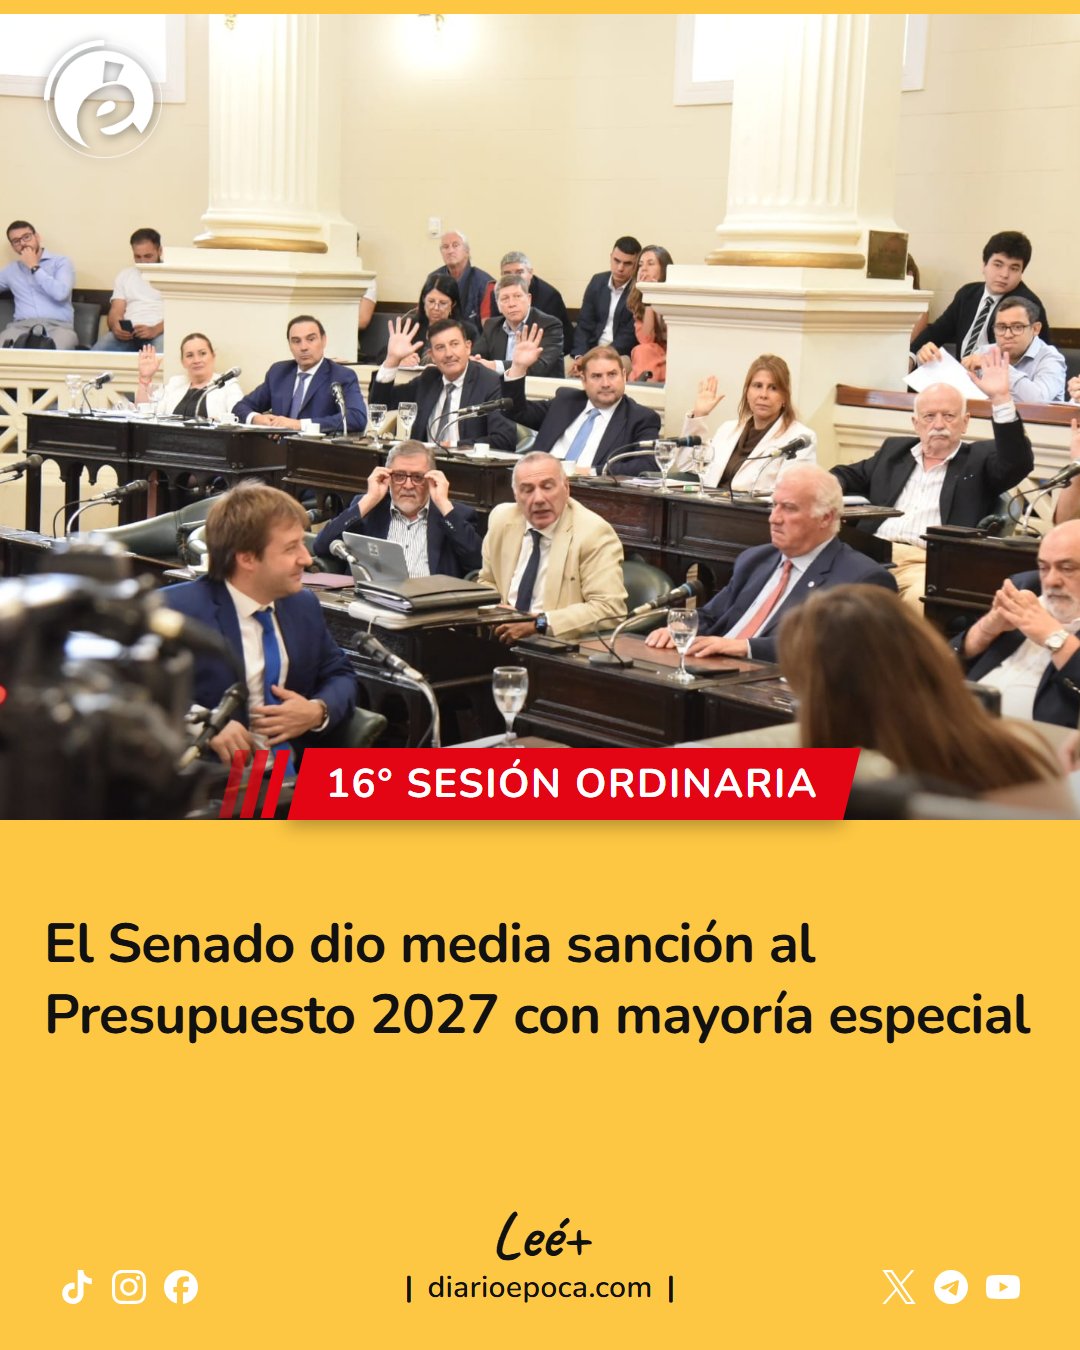 é
16° SESIÓN ORDINARIA
El Senado dio media sanción al
Presupuesto 2027 con mayoría especial
Leé+
| diarioepoca.com |